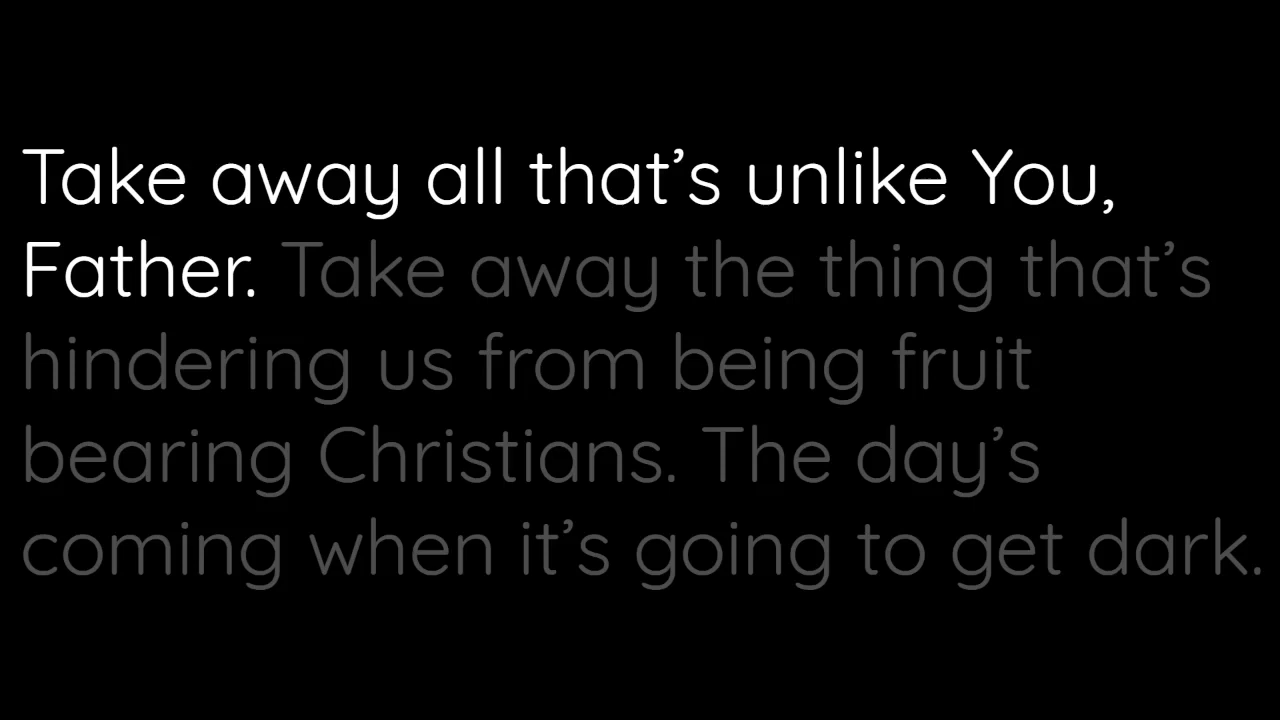 Take away all that’s unlike You,
Father. Take away the thing that’s
hindering us from being fruit
bearing Christians. The day’s
coming when it’s going to get dark.